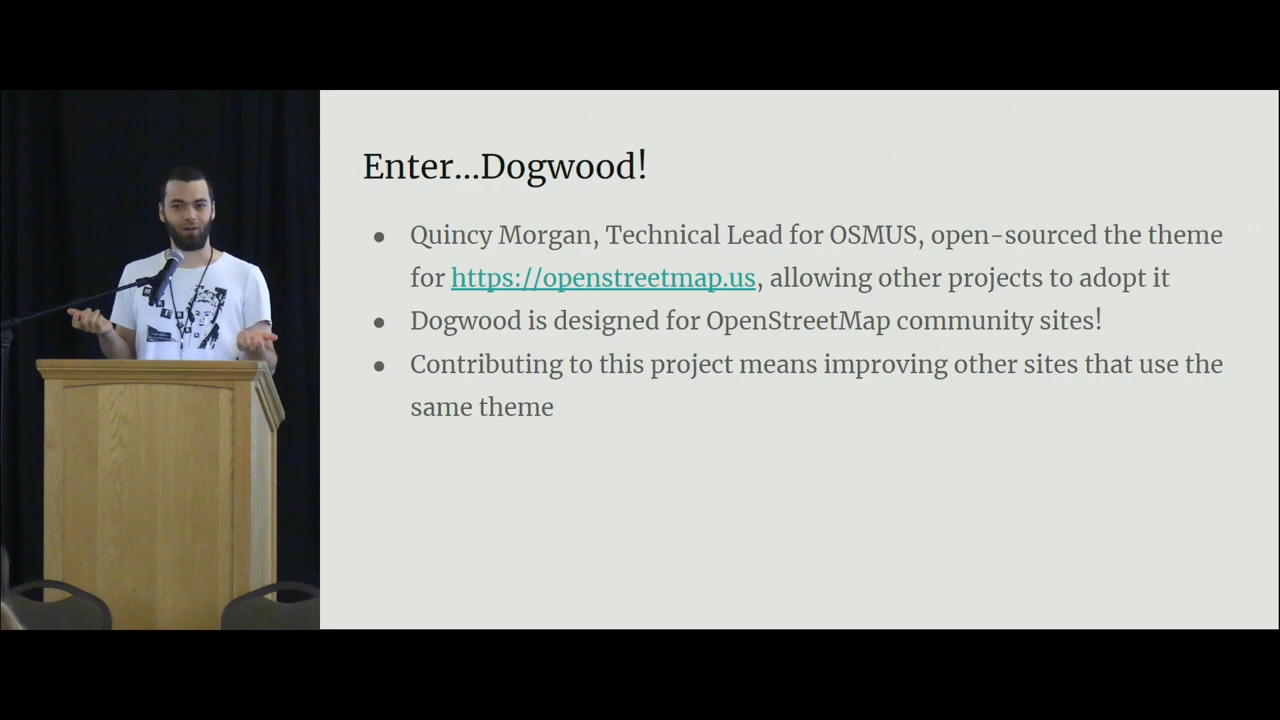 Enter...Dogwood!
● Quincy Morgan, Technical Lead for OSMUS, open-sourced the theme
for https://openstreetmap.us, allowing other projects to adopt it
● Dogwood is designed for OpenStreetMap community sites!
● Contributing to this project means improving other sites that use the
same theme